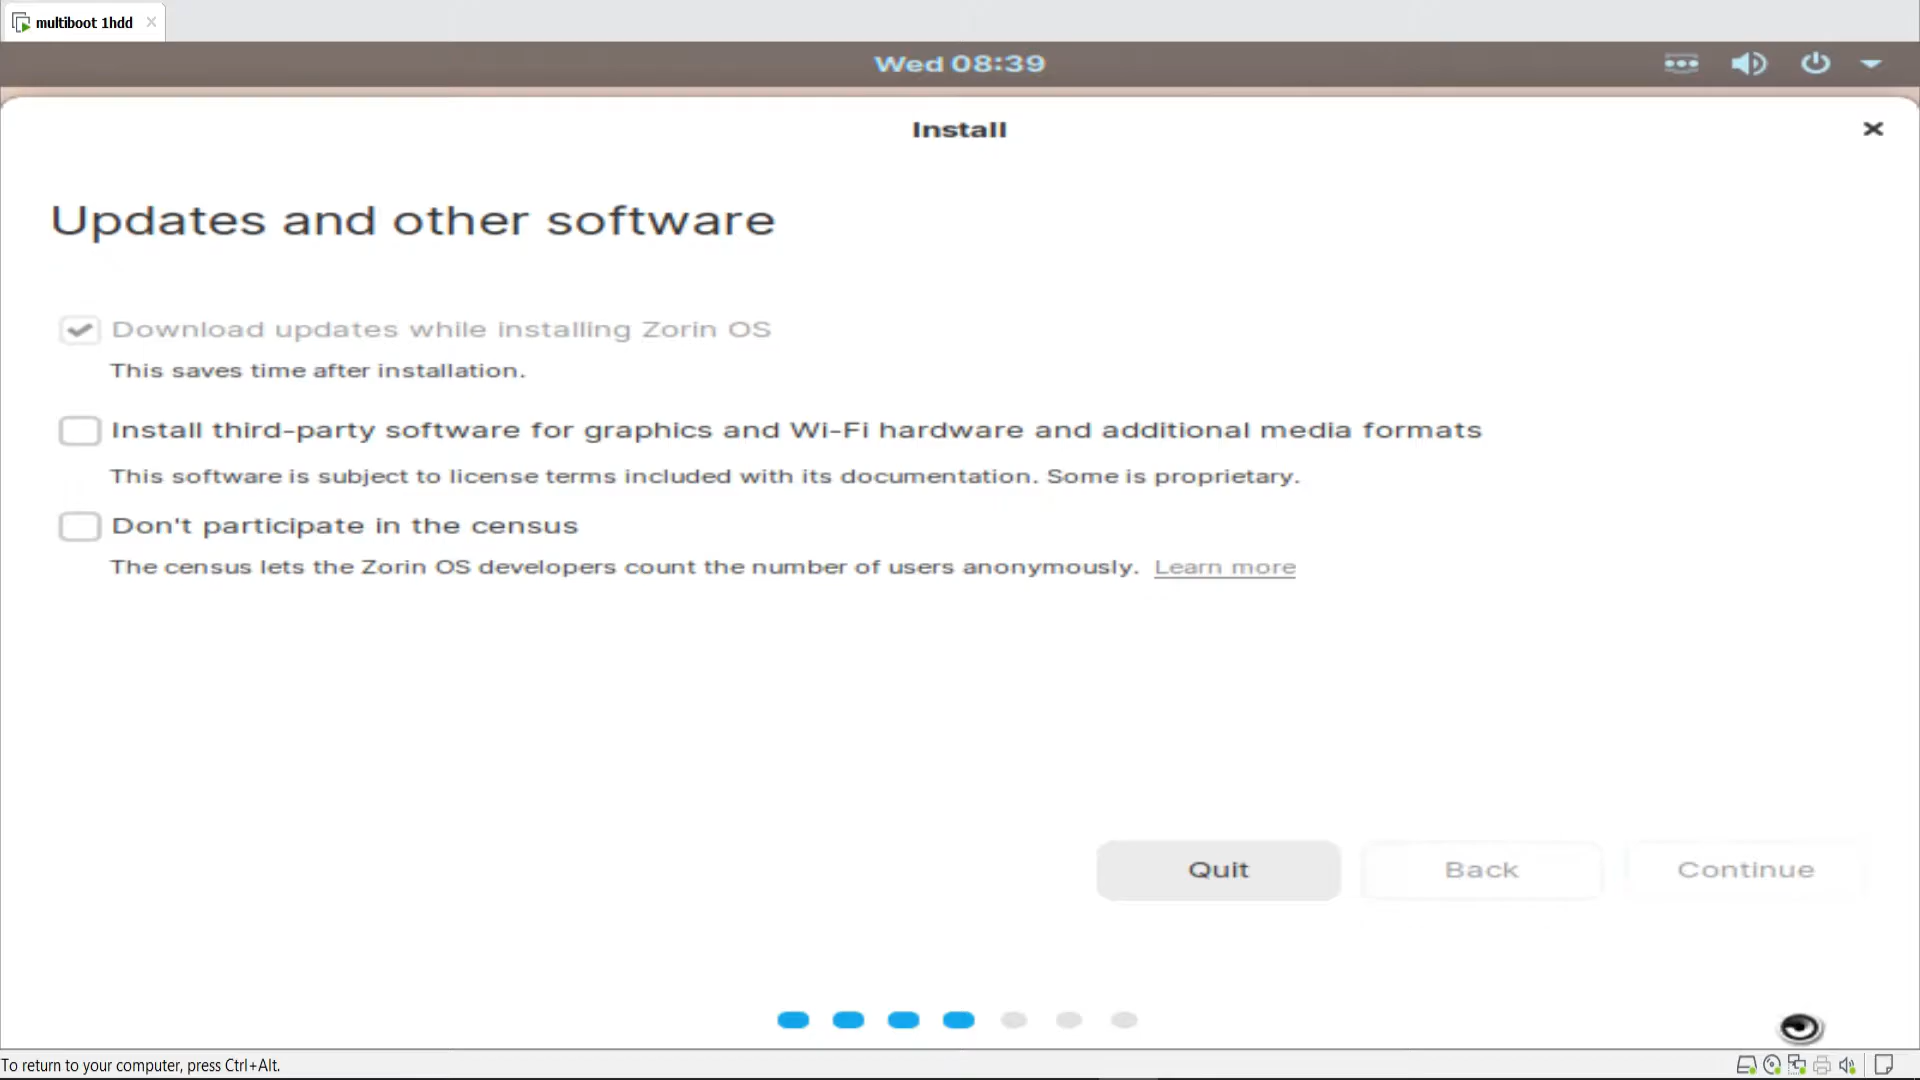 multiboot 1hdd
Wed 08:39
Install
Updates and other software
Download updates while installing Zorin OS
This saves time after installation.
Install third-party software for graphics and Wi-Fi hardware and additional media formats
This software is subject to license terms included with its documentation. Some is proprietary.
Don't participate in the census
The census lets the Zorin OS developers count the number of users anonymously. Learn more
Quit Back Continue
To return to your computer, press Ctrl+Alt.